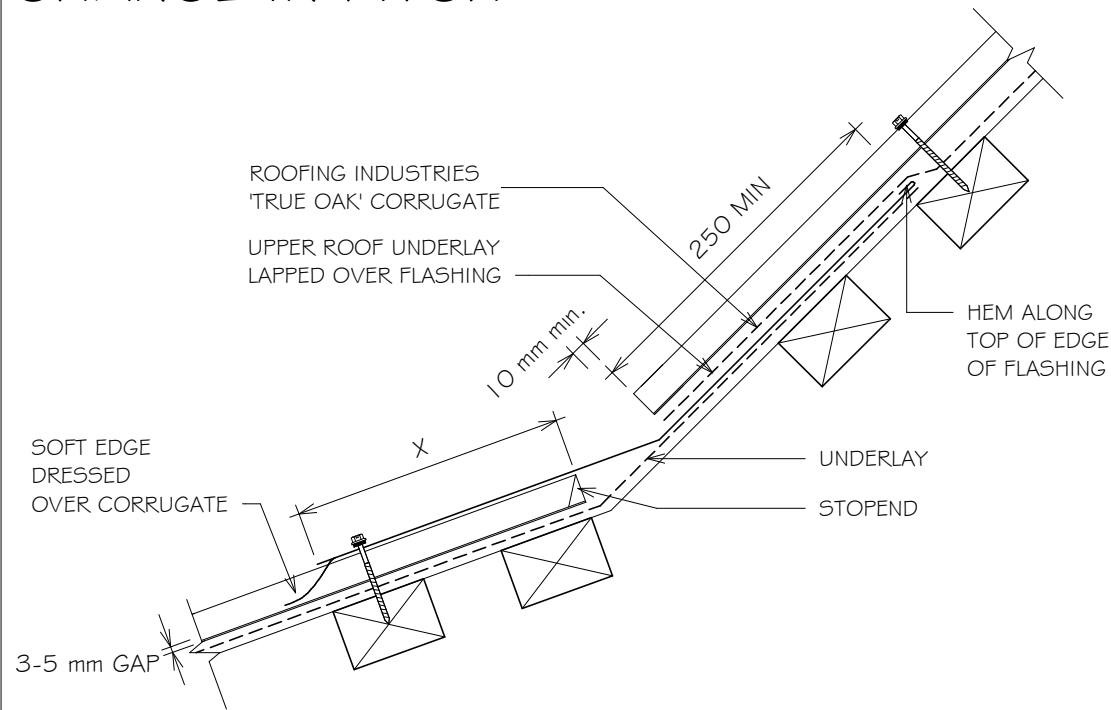 ROOFING INDUSTRIES
'TRUE OAK' CORRUGATE
UPPER ROOF UNDERLAY
LAPPED OVER FLASHING
250 MIN
10 mm min.
HEM ALONG
TOP OF EDGE
OF FLASHING
X
SOFT EDGE
DRESSED
OVER CORRUGATE
UNDERLAY
STOPEND
3-5 mm GAP